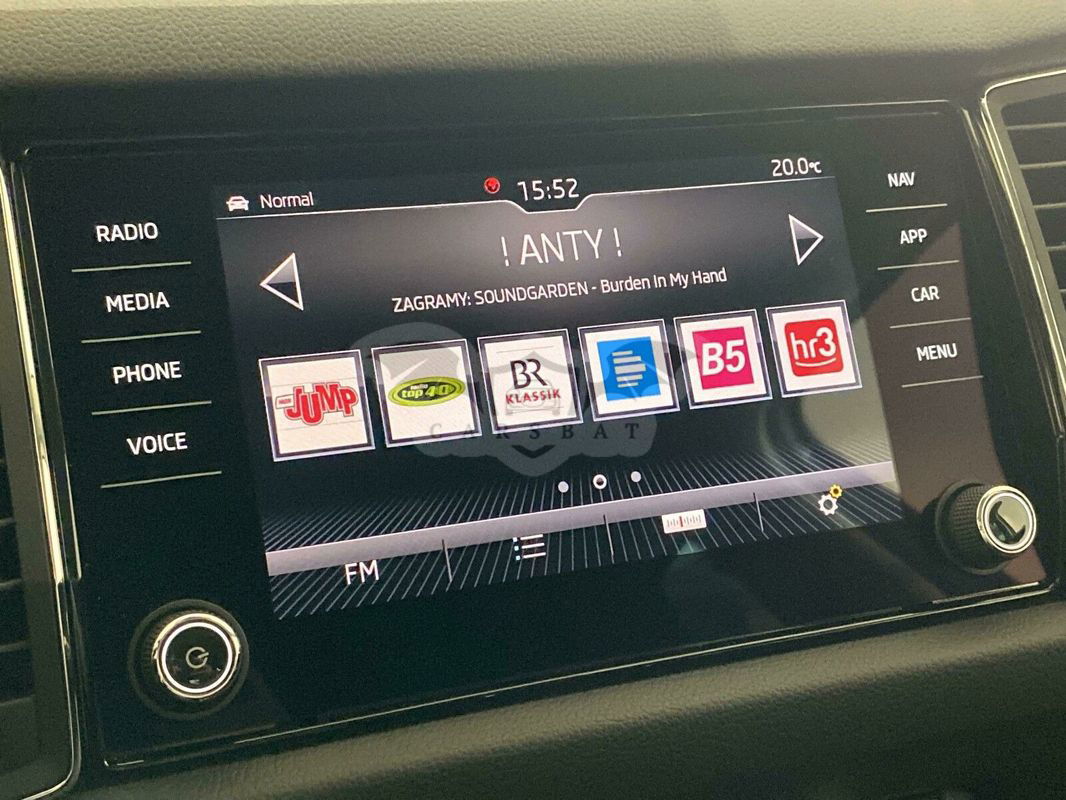 Normal
15:52
20.0°C
! ANTY !
ZAGRAMY: SOUNDGARDEN - Burden In My Hand
RADIO
MEDIA
PHONE
VOICE
NAV
APP
CAR
MENU
JUMP
radio
top 40
BR
KLASSIK
B5
hr3
CARSBAT
FM